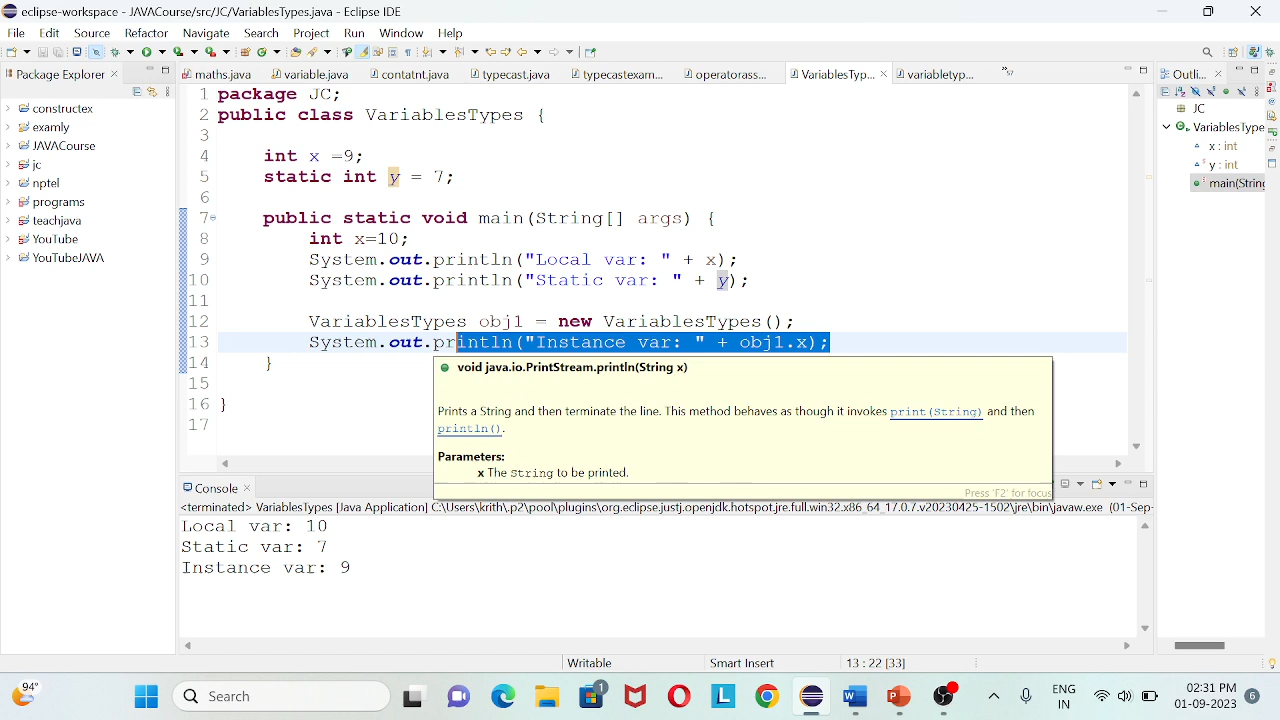 eclipse-workspace - JAVACourse/src/JC/VariablesTypes.java - Eclipse IDE
File Edit Source Refactor Navigate Search Project Run Window Help
Package Explorer
maths.java variable.java contatnt.java typecast.java typecastexam... operatorass... VariablesTyp... variabletyp... »57
Outli...
constructex
examly
JAVACourse
jc
nptel
programs
teachjava
YouTube
YouTubeJAVA
1 package JC;
2 public class VariablesTypes {
3
4 int x =9;
5 static int y = 7;
6
7 public static void main(String[] args) {
8 int x=10;
9 System.out.println("Local var: " + x);
10 System.out.println("Static var: " + y);
11
12 VariablesTypes obj1 = new VariablesTypes();
13 System.out.println("Instance var: " + obj1.x);
14 }
15
16 }
17
void java.io.PrintStream.println(String x)
Prints a String and then terminate the line. This method behaves as though it invokes print(String) and then
println().
Parameters:
x The String to be printed.
Press 'F2' for focus
JC
VariablesType
x : int
y : int
main(String
Console
<terminated> VariablesTypes [Java Application] C:\Users\krith\.p2\pool\plugins\org.eclipse.justj.openjdk.hotspot.jre.full.win32.x86_64_17.0.7.v20230425-1502\jre\bin\javaw.exe (01-Sep-
Local var: 10
Static var: 7
Instance var: 9
Writable Smart Insert 13 : 22 [33]
94° Search 1 L W P ENG 02:31 PM 6
IN 01-09-2023